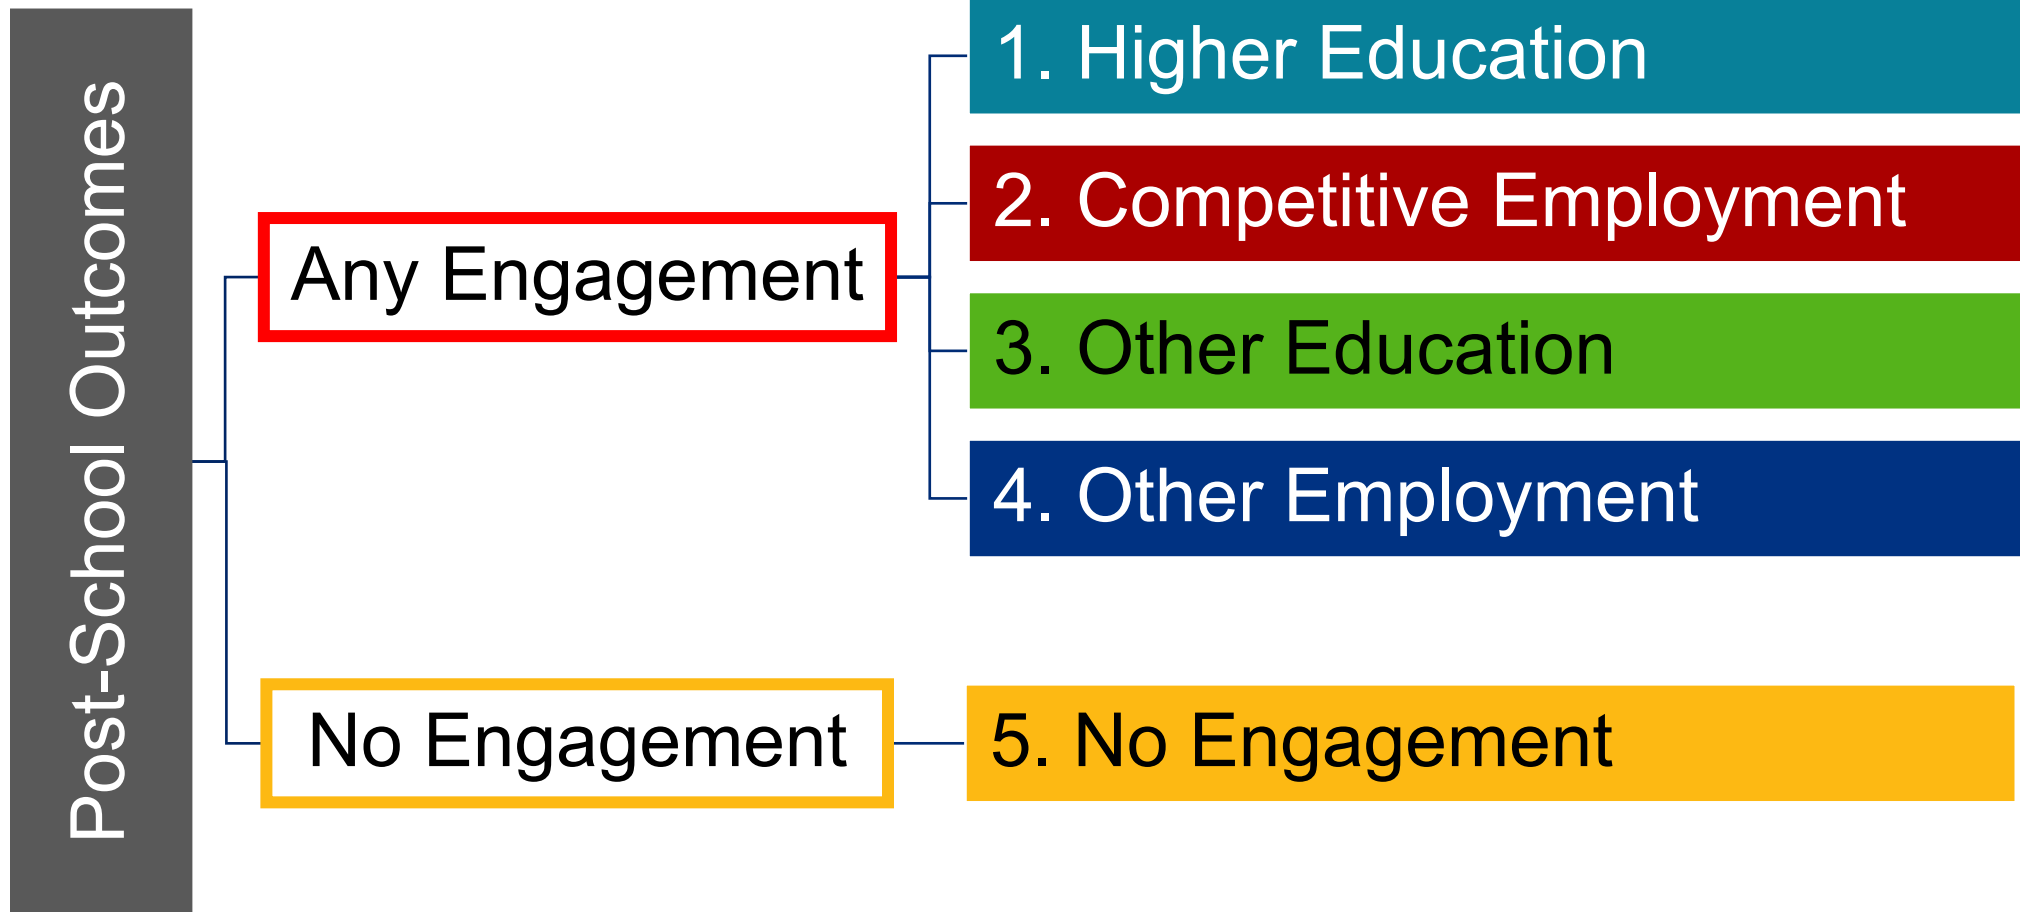 Post-School Outcomes
Any Engagement
1. Higher Education
2. Competitive Employment
3. Other Education
4. Other Employment
No Engagement
5. No Engagement